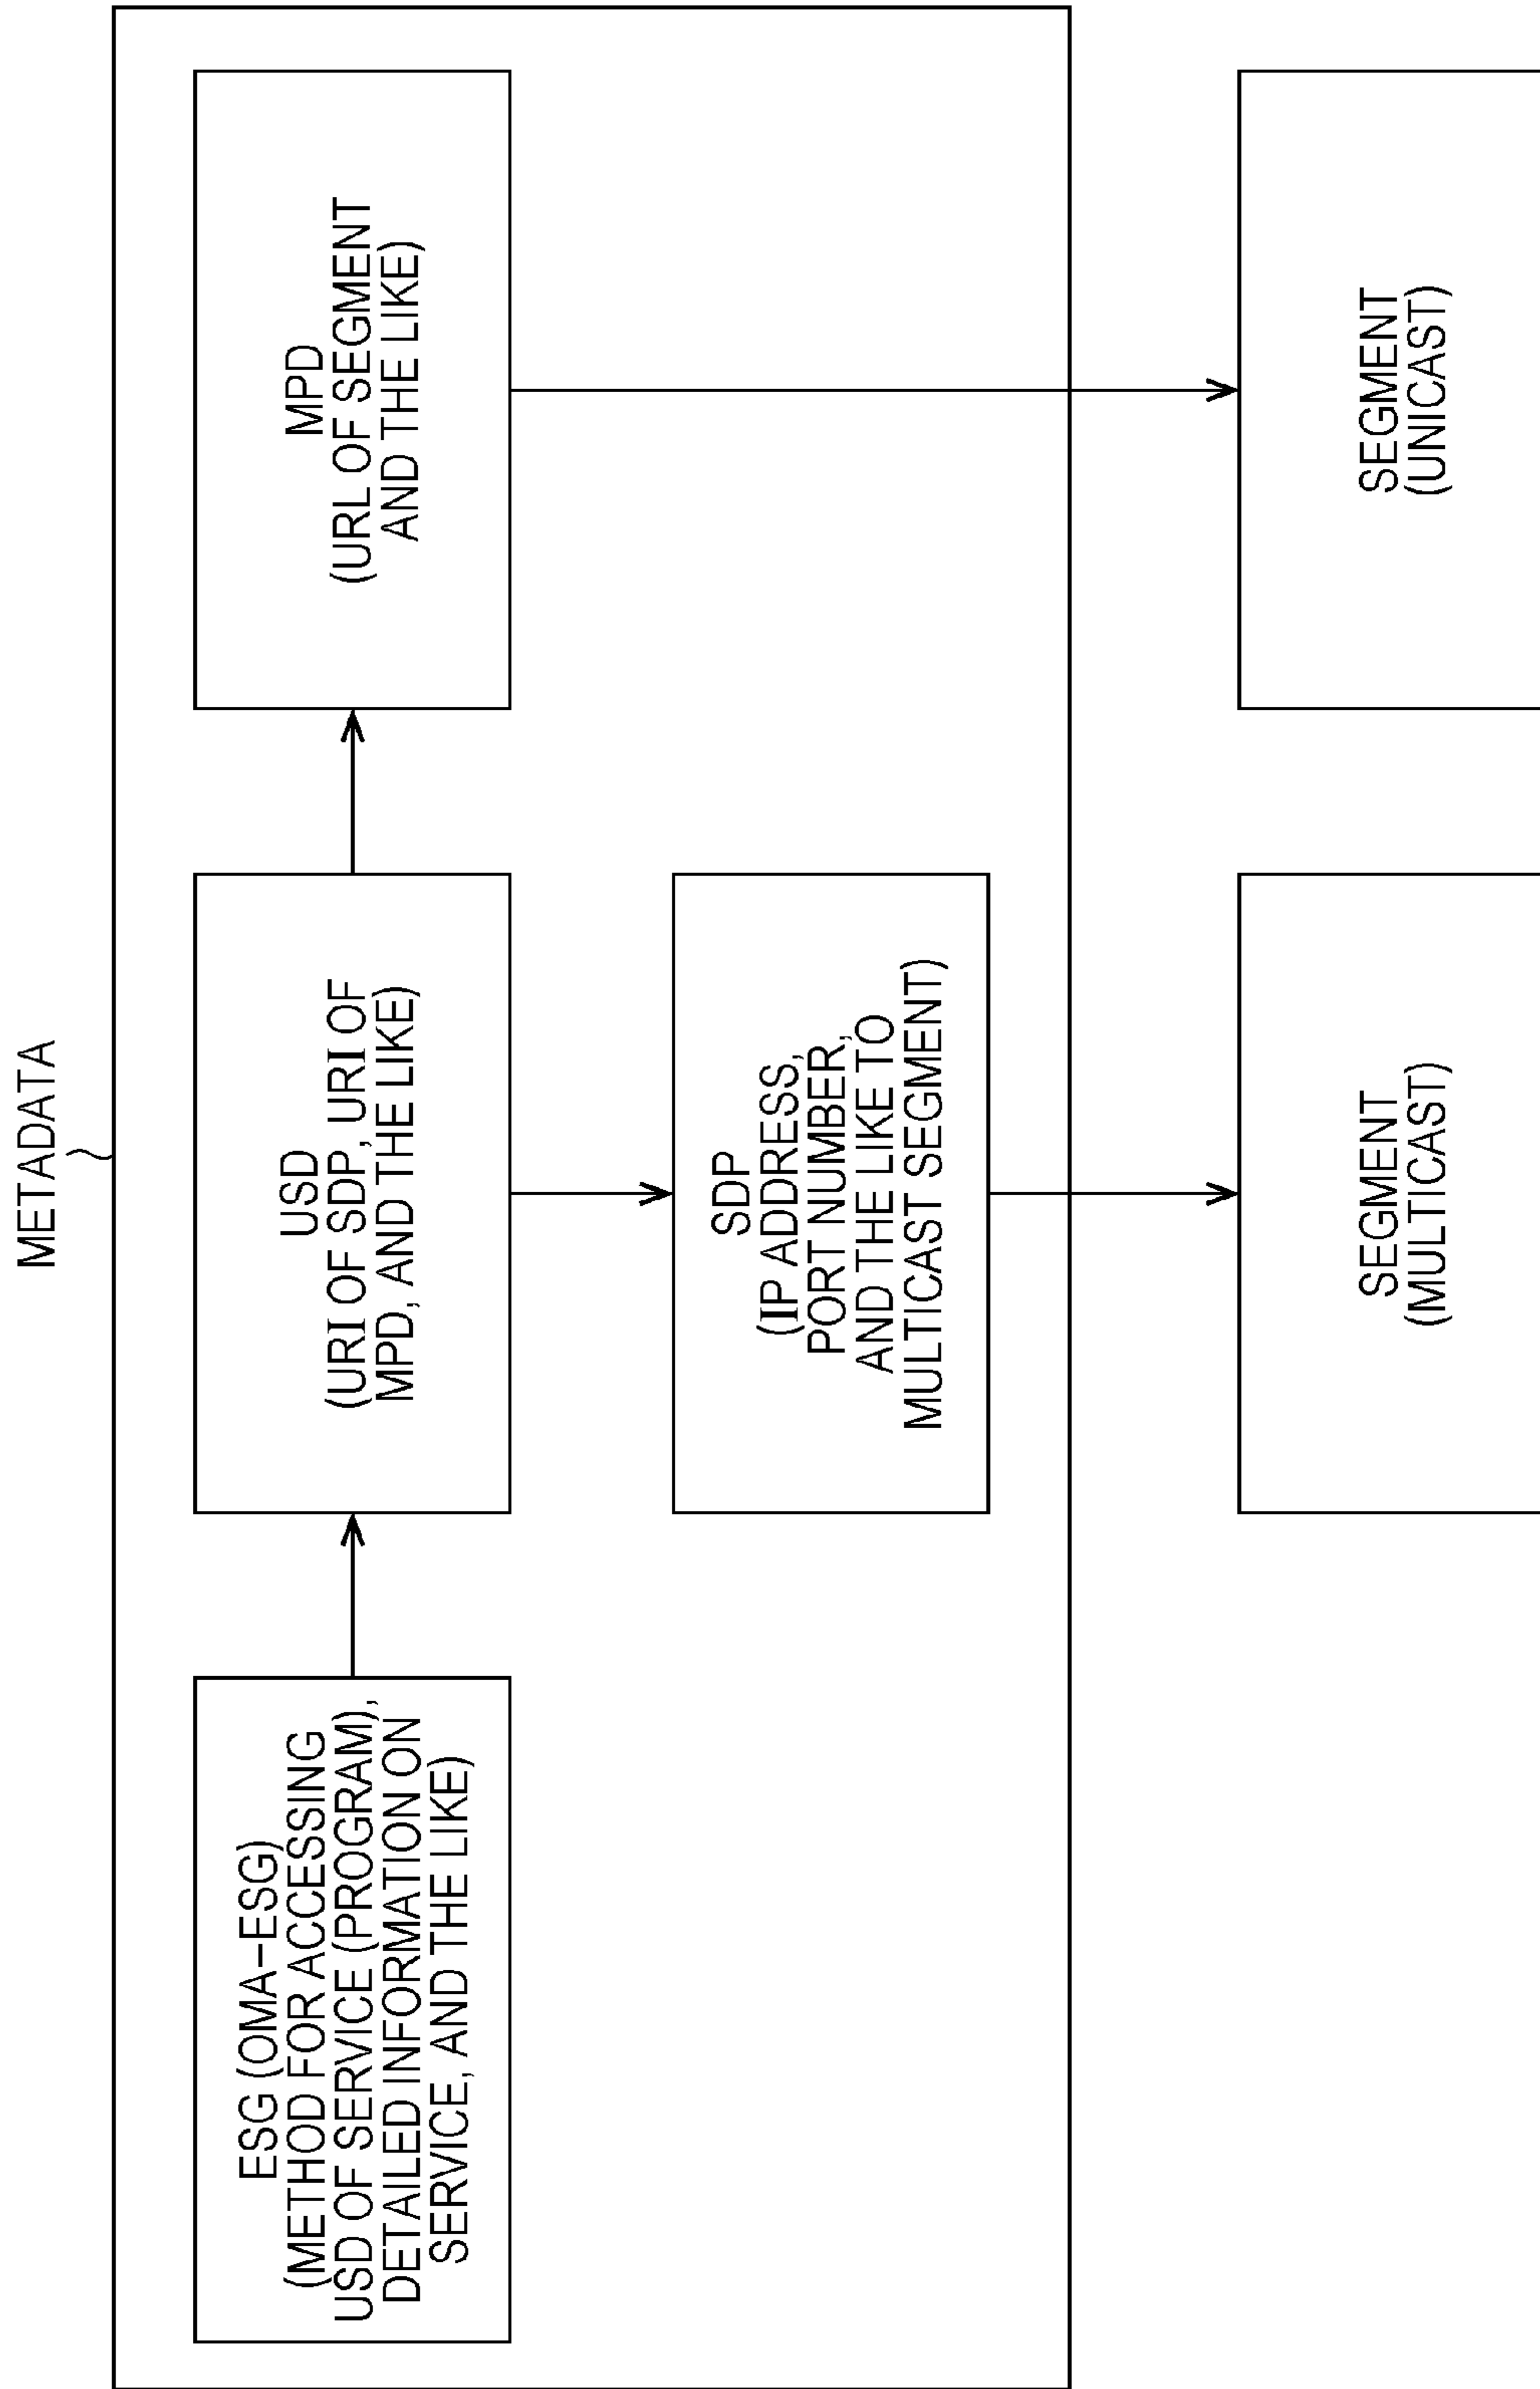 METADATA
ESG (OMA-ESG)
(METHOD FOR ACCESSING
USD OF SERVICE (PROGRAM),
DETAILED INFORMATION ON
SERVICE, AND THE LIKE)
USD
(URI OF SDP, URI OF
MPD, AND THE LIKE)
MPD
(URL OF SEGMENT
AND THE LIKE)
SDP
(IP ADDRESS,
PORT NUMBER,
AND THE LIKE TO
MULTICAST SEGMENT)
SEGMENT
(MULTICAST)
SEGMENT
(UNICAST)